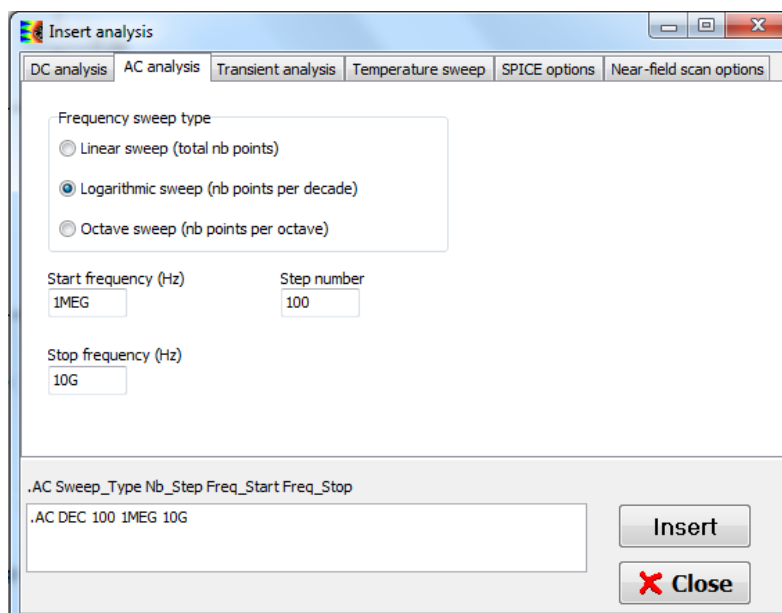 Insert analysis
DC analysis AC analysis Transient analysis Temperature sweep SPICE options Near-field scan options
Frequency sweep type
Linear sweep (total nb points)
Logarithmic sweep (nb points per decade)
Octave sweep (nb points per octave)
Start frequency (Hz) Step number
1MEG 100
Stop frequency (Hz)
10G
.AC Sweep_Type Nb_Step Freq_Start Freq_Stop
.AC DEC 100 1MEG 10G
Insert
Close